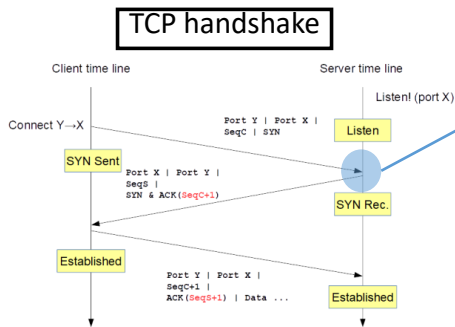 TCP handshake
Client time line
Server time line
Listen! (port X)
Connect Y→X
Port Y | Port X |
SeqC | SYN
Listen
SYN Sent
Port X | Port Y |
SeqS |
SYN & ACK(SeqC+1)
SYN Rec.
Established
Port Y | Port X |
SeqC+1 |
ACK(SeqS+1) | Data ...
Established